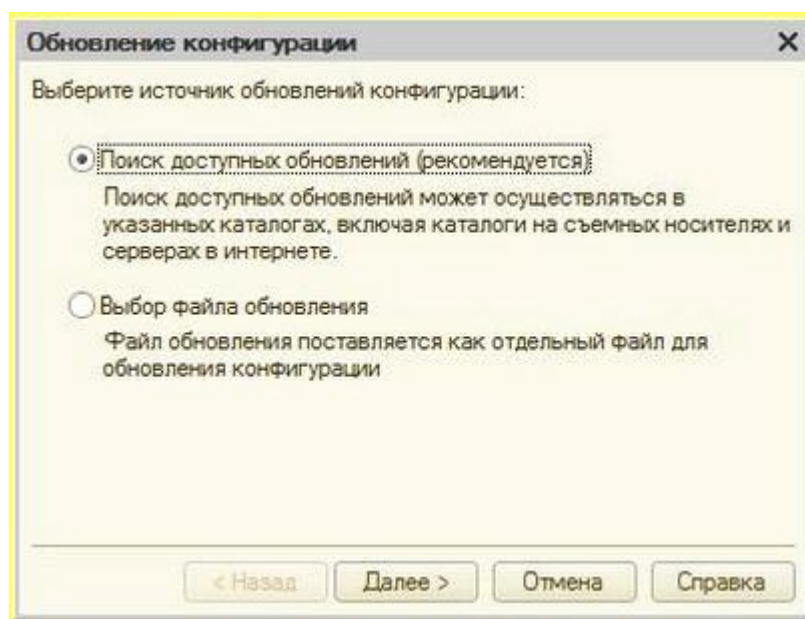 Обновление конфигурации
Выберите источник обновлений конфигурации:
Поиск доступных обновлений (рекомендуется)
Поиск доступных обновлений может осуществляться в
указанных каталогах, включая каталоги на съемных носителях и
серверах в интернете.
Выбор файла обновления
Файл обновления поставляется как отдельный файл для
обновления конфигурации
< Назад Далее > Отмена Справка